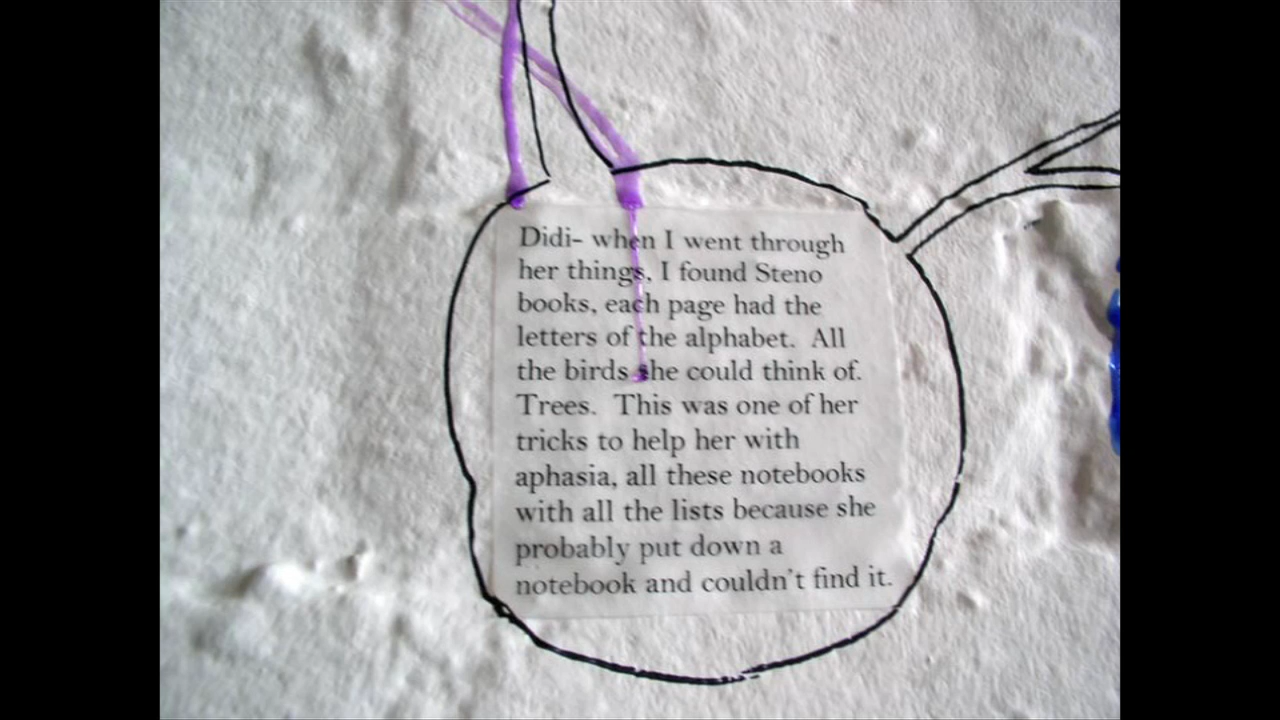 Didi- when I went through
her things, I found Steno
books, each page had the
letters of the alphabet.  All
the birds she could think of.
Trees.  This was one of her
tricks to help her with
aphasia, all these notebooks
with all the lists because she
probably put down a
notebook and couldn't find it.